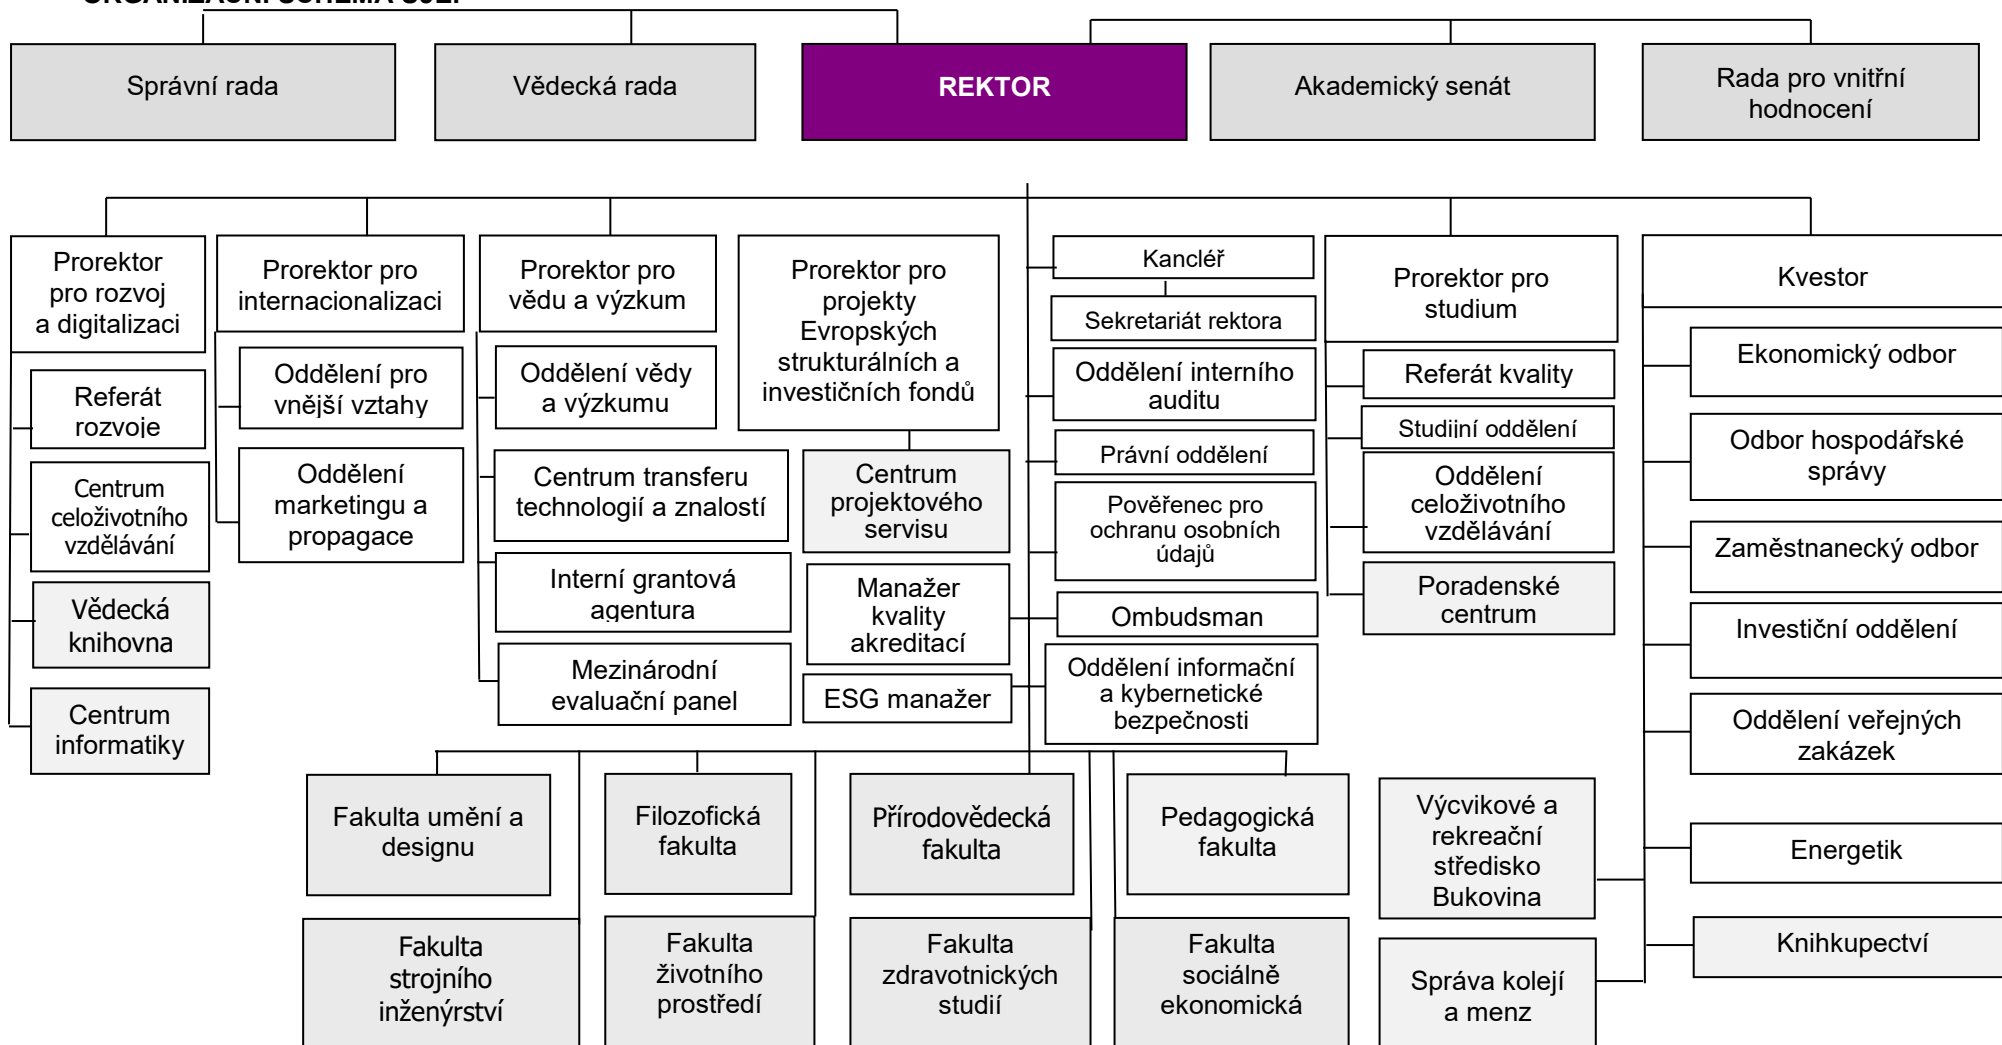 ORGANIZAČNÍ SCHÉMA UJEP
Správní rada
Vědecká rada
REKTOR
Akademický senát
Rada pro vnitřní
hodnocení
Prorektor
pro rozvoj
a digitalizaci
Referát
rozvoje
Centrum
celoživotního
vzdělávání
Vědecká
knihovna
Centrum
informatiky
Prorektor pro
internacionalizaci
Oddělení pro
vnější vztahy
Oddělení
marketingu a
propagace
Prorektor pro
vědu a výzkum
Oddělení vědy
a výzkumu
Centrum transferu
technologií a znalostí
Interní grantová
agentura
Mezinárodní
evaluační panel
Prorektor pro
projekty
Evropských
strukturálních a
investičních fondů
Centrum
projektového
servisu
Manažer
kvality
akreditací
ESG manažer
Kancléř
Sekretariát rektora
Oddělení interního
auditu
Právní oddělení
Pověřenec pro
ochranu osobních
údajů
Ombudsman
Oddělení informační
a kybernetické
bezpečnosti
Prorektor pro
studium
Referát kvality
Studijní oddělení
Oddělení
celoživotního
vzdělávání
Poradenské
centrum
Kvestor
Ekonomický odbor
Odbor hospodářské
správy
Zaměstnanecký odbor
Investiční oddělení
Oddělení veřejných
zakázek
Energetik
Knihkupectví
Výcvikové a
rekreační
středisko
Bukovina
Správa kolejí
a menz
Fakulta umění a
designu
Filozofická
fakulta
Přírodovědecká
fakulta
Pedagogická
fakulta
Fakulta
strojního
inženýrství
Fakulta
životního
prostředí
Fakulta
zdravotnických
studií
Fakulta
sociálně
ekonomická